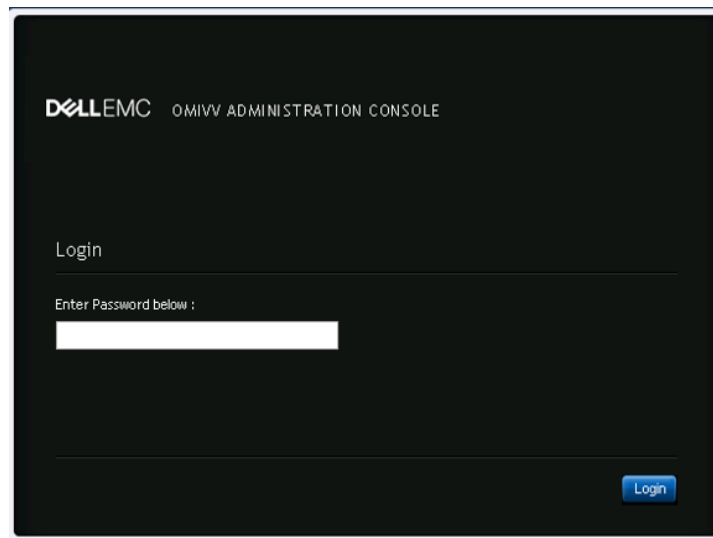 DELLEMC OMIVV ADMINISTRATION CONSOLE
Login
Enter Password below :
Login